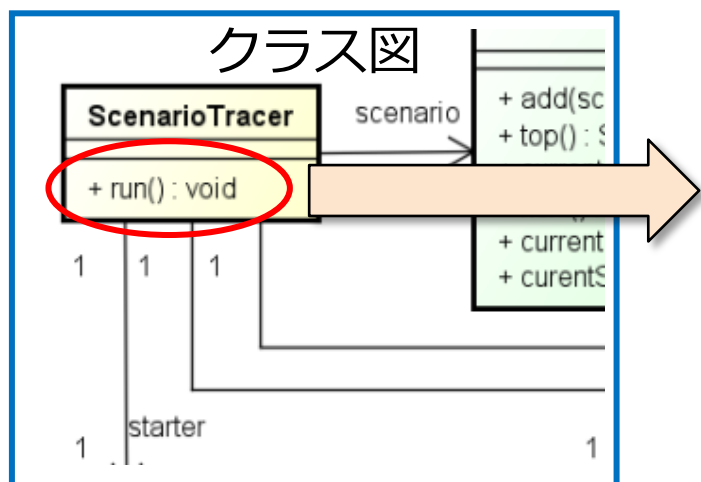 クラス図
ScenarioTracer
+ run() : void
scenario
+ add(sc
+ top() :
+ current
+ curentS
1
1
1
starter
1
1